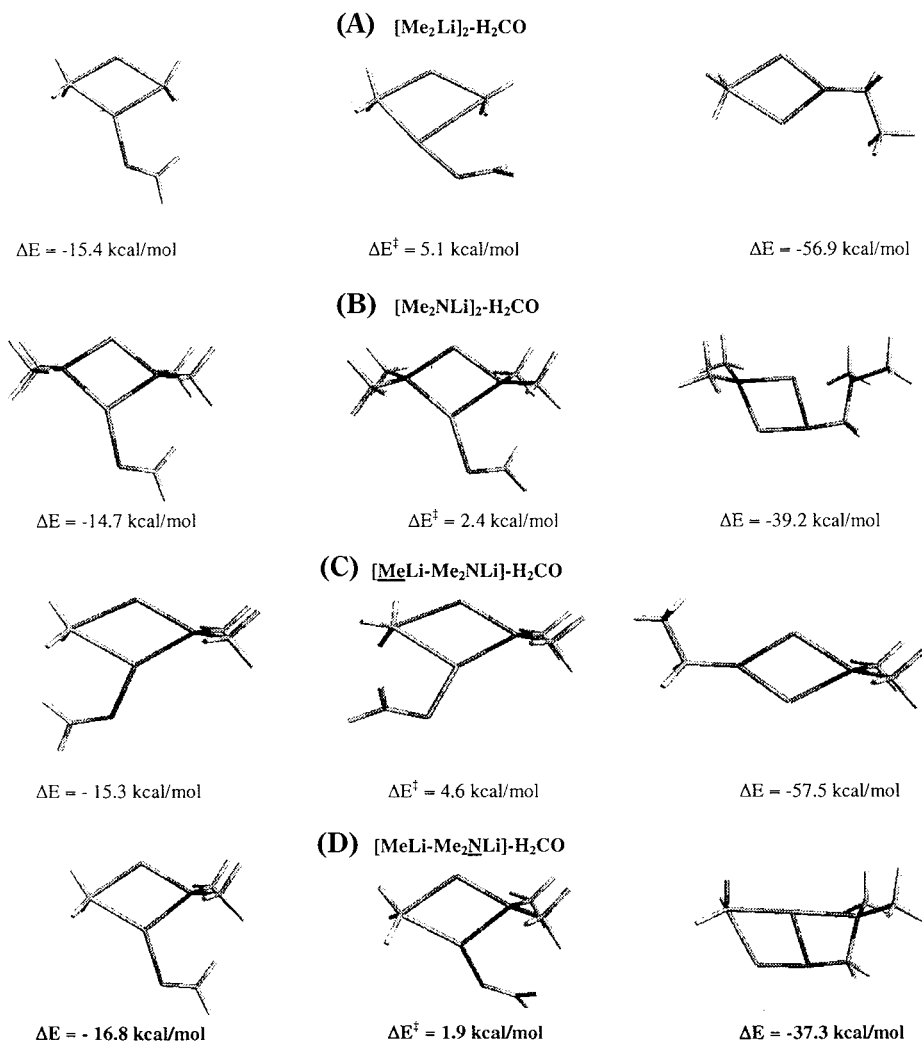 (A) [Me₂Li]₂-H₂CO
ΔE = -15.4 kcal/mol ΔE‡ = 5.1 kcal/mol ΔE = -56.9 kcal/mol
(B) [Me₂NLi]₂-H₂CO
ΔE = -14.7 kcal/mol ΔE‡ = 2.4 kcal/mol ΔE = -39.2 kcal/mol
(C) [MeLi-Me₂NLi]-H₂CO
ΔE = - 15.3 kcal/mol ΔE‡ = 4.6 kcal/mol ΔE = -57.5 kcal/mol
(D) [MeLi-Me₂NLi]-H₂CO
ΔE = - 16.8 kcal/mol ΔE‡ = 1.9 kcal/mol ΔE = -37.3 kcal/mol